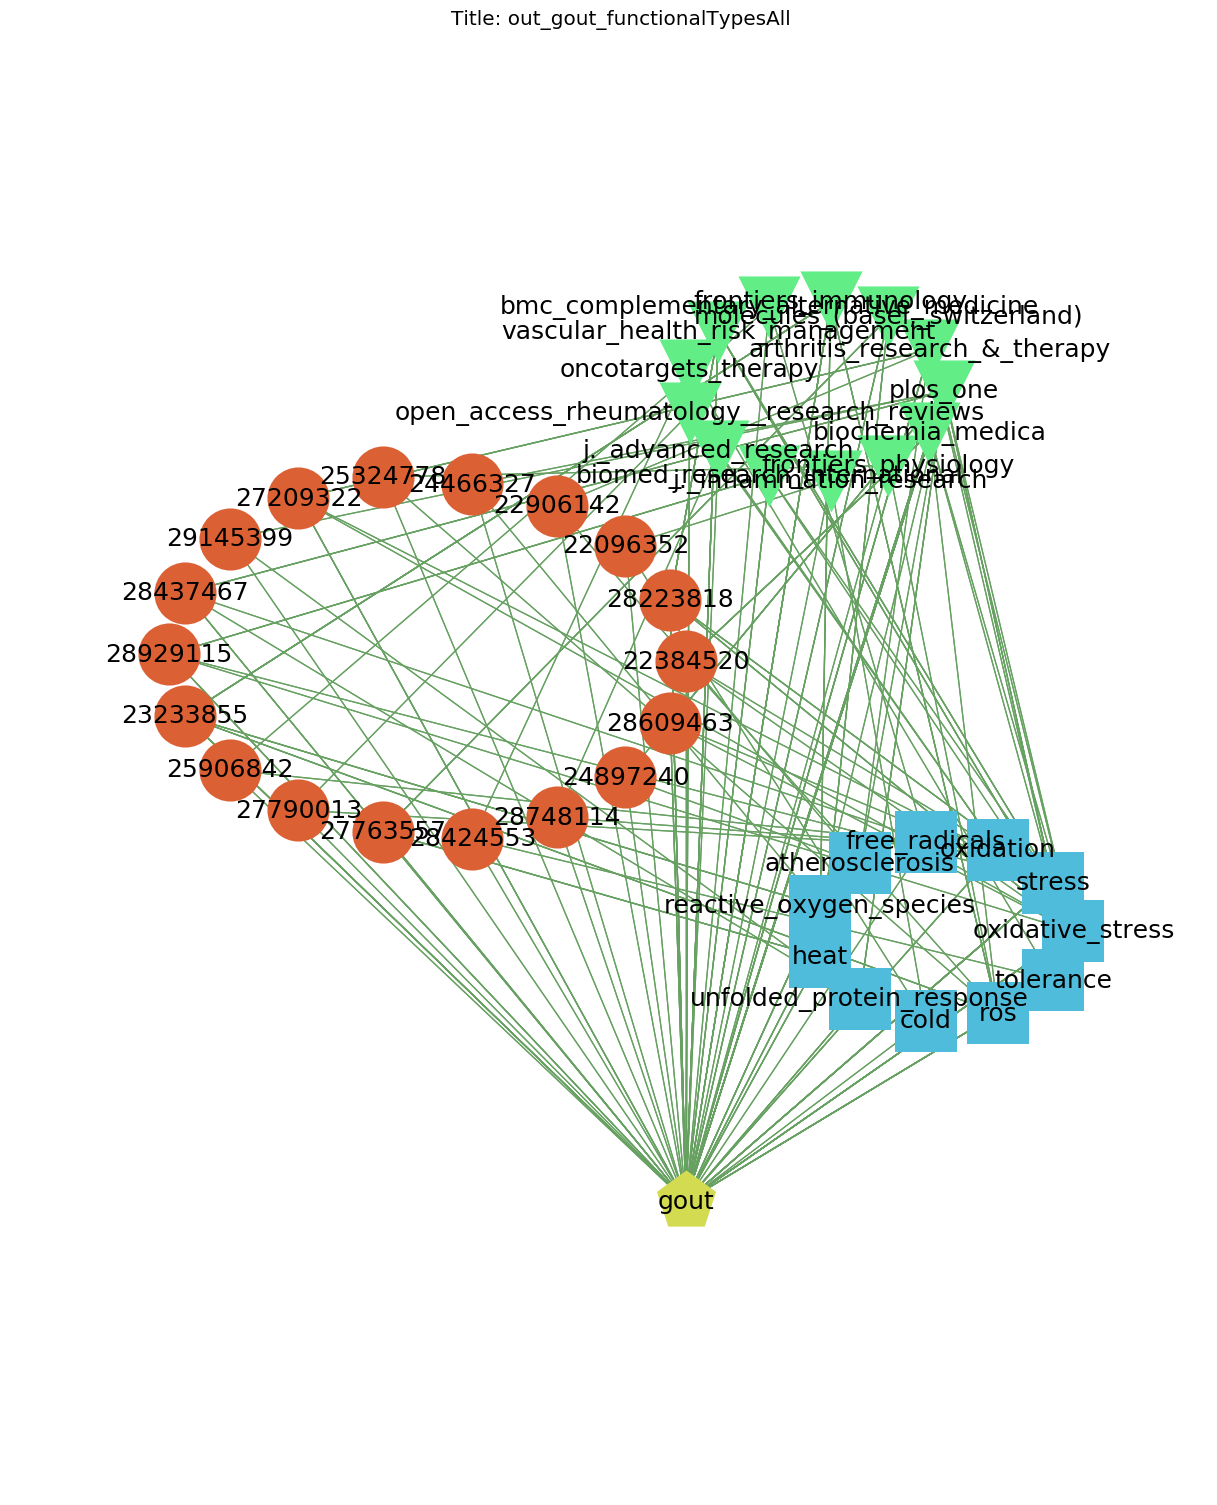 Title: out_gout_functionalTypesAll
frontiers_immunology
bmc_complementary_alternative_medicine
molecules_(basel,_switzerland)
vascular_health_risk_management
arthritis_research_&_therapy
oncotargets_therapy
plos_one
open_access_rheumatology__research_reviews
biochemia_medica
j._advanced_research
frontiers_physiology
biomed_research_international
j._inflammation_research
25324778
24466327
27209322
22906142
29145399
22096352
28437467
28223818
28929115
22384520
23233855
28609463
25906842
24897240
27790013
28748114
27763557
28424553
free_radicals
oxidation
atherosclerosis
stress
reactive_oxygen_species
oxidative_stress
heat
tolerance
unfolded_protein_response
ros
cold
gout